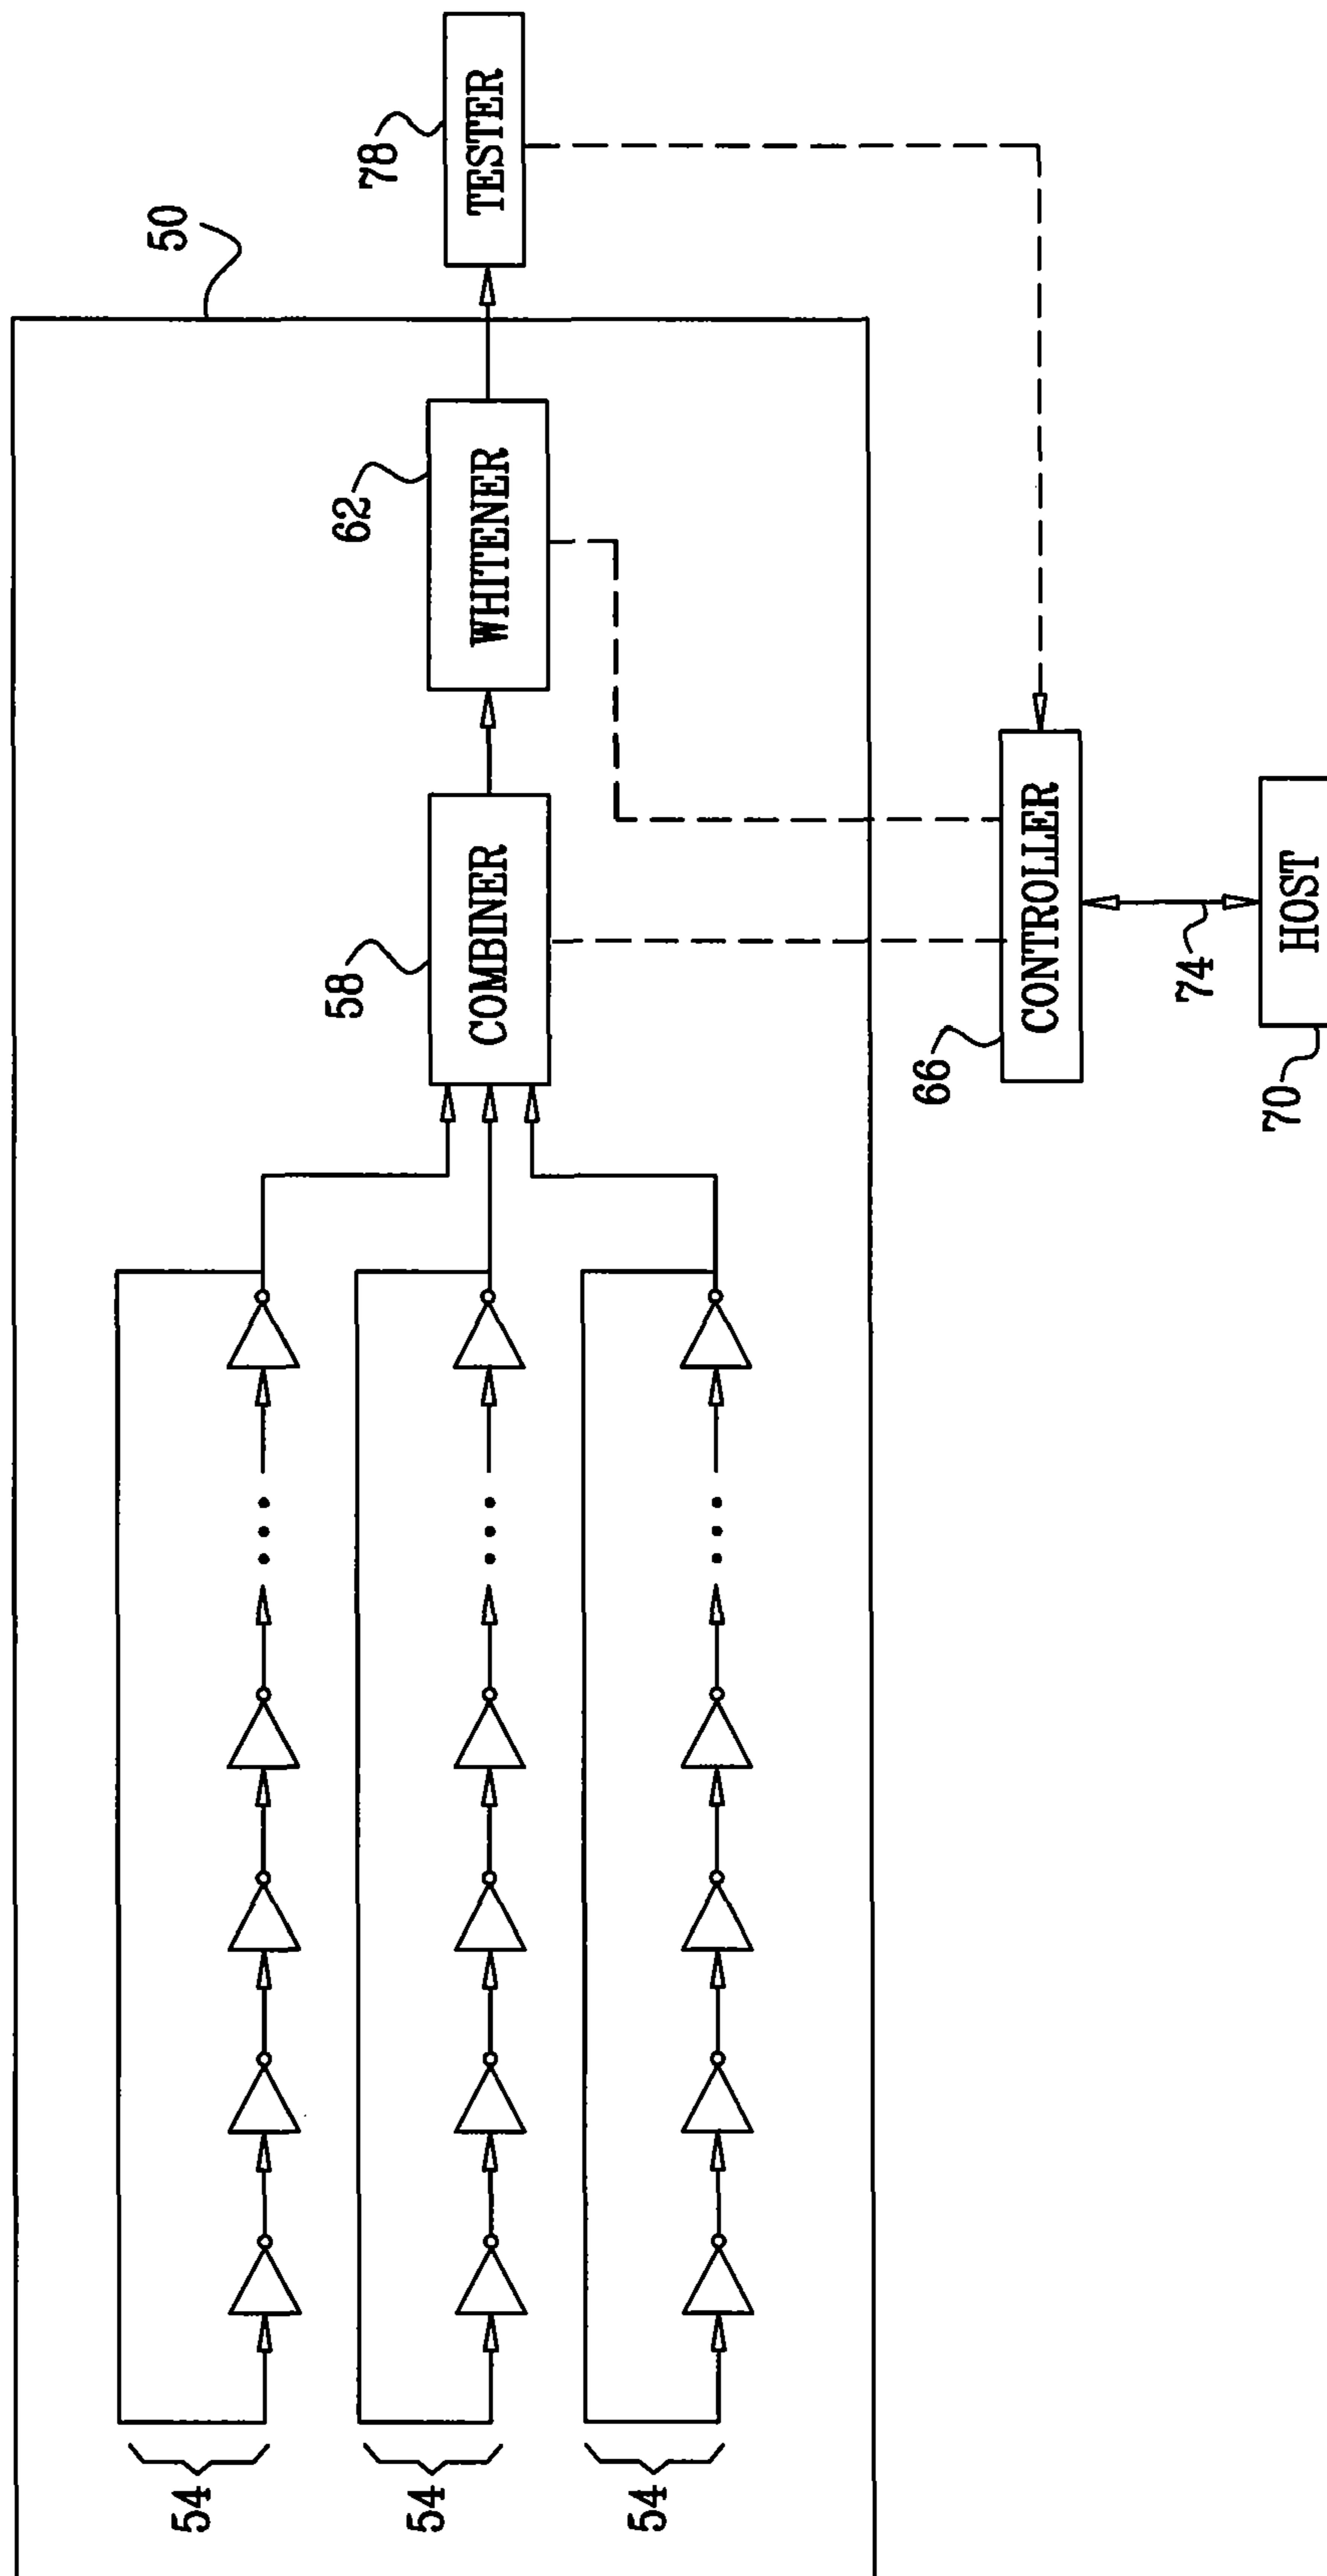 50
78
TESTER
62
WHITENER
58
COMBINER
54
54
54
66
CONTROLLER
74
70
HOST